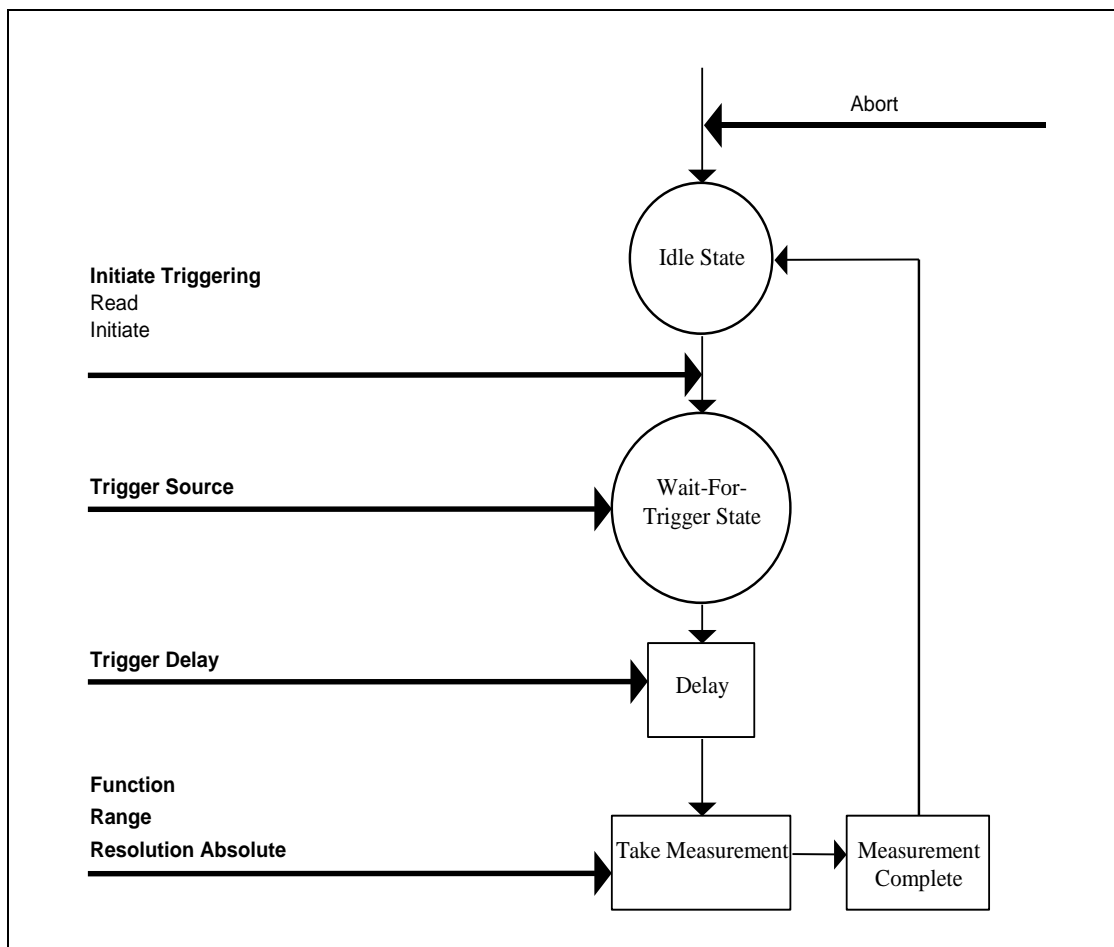 Abort
Idle State
Initiate Triggering
Read
Initiate
Trigger Source
Wait-For-
Trigger State
Trigger Delay
Delay
Function
Range
Resolution Absolute
Take Measurement
Measurement
Complete